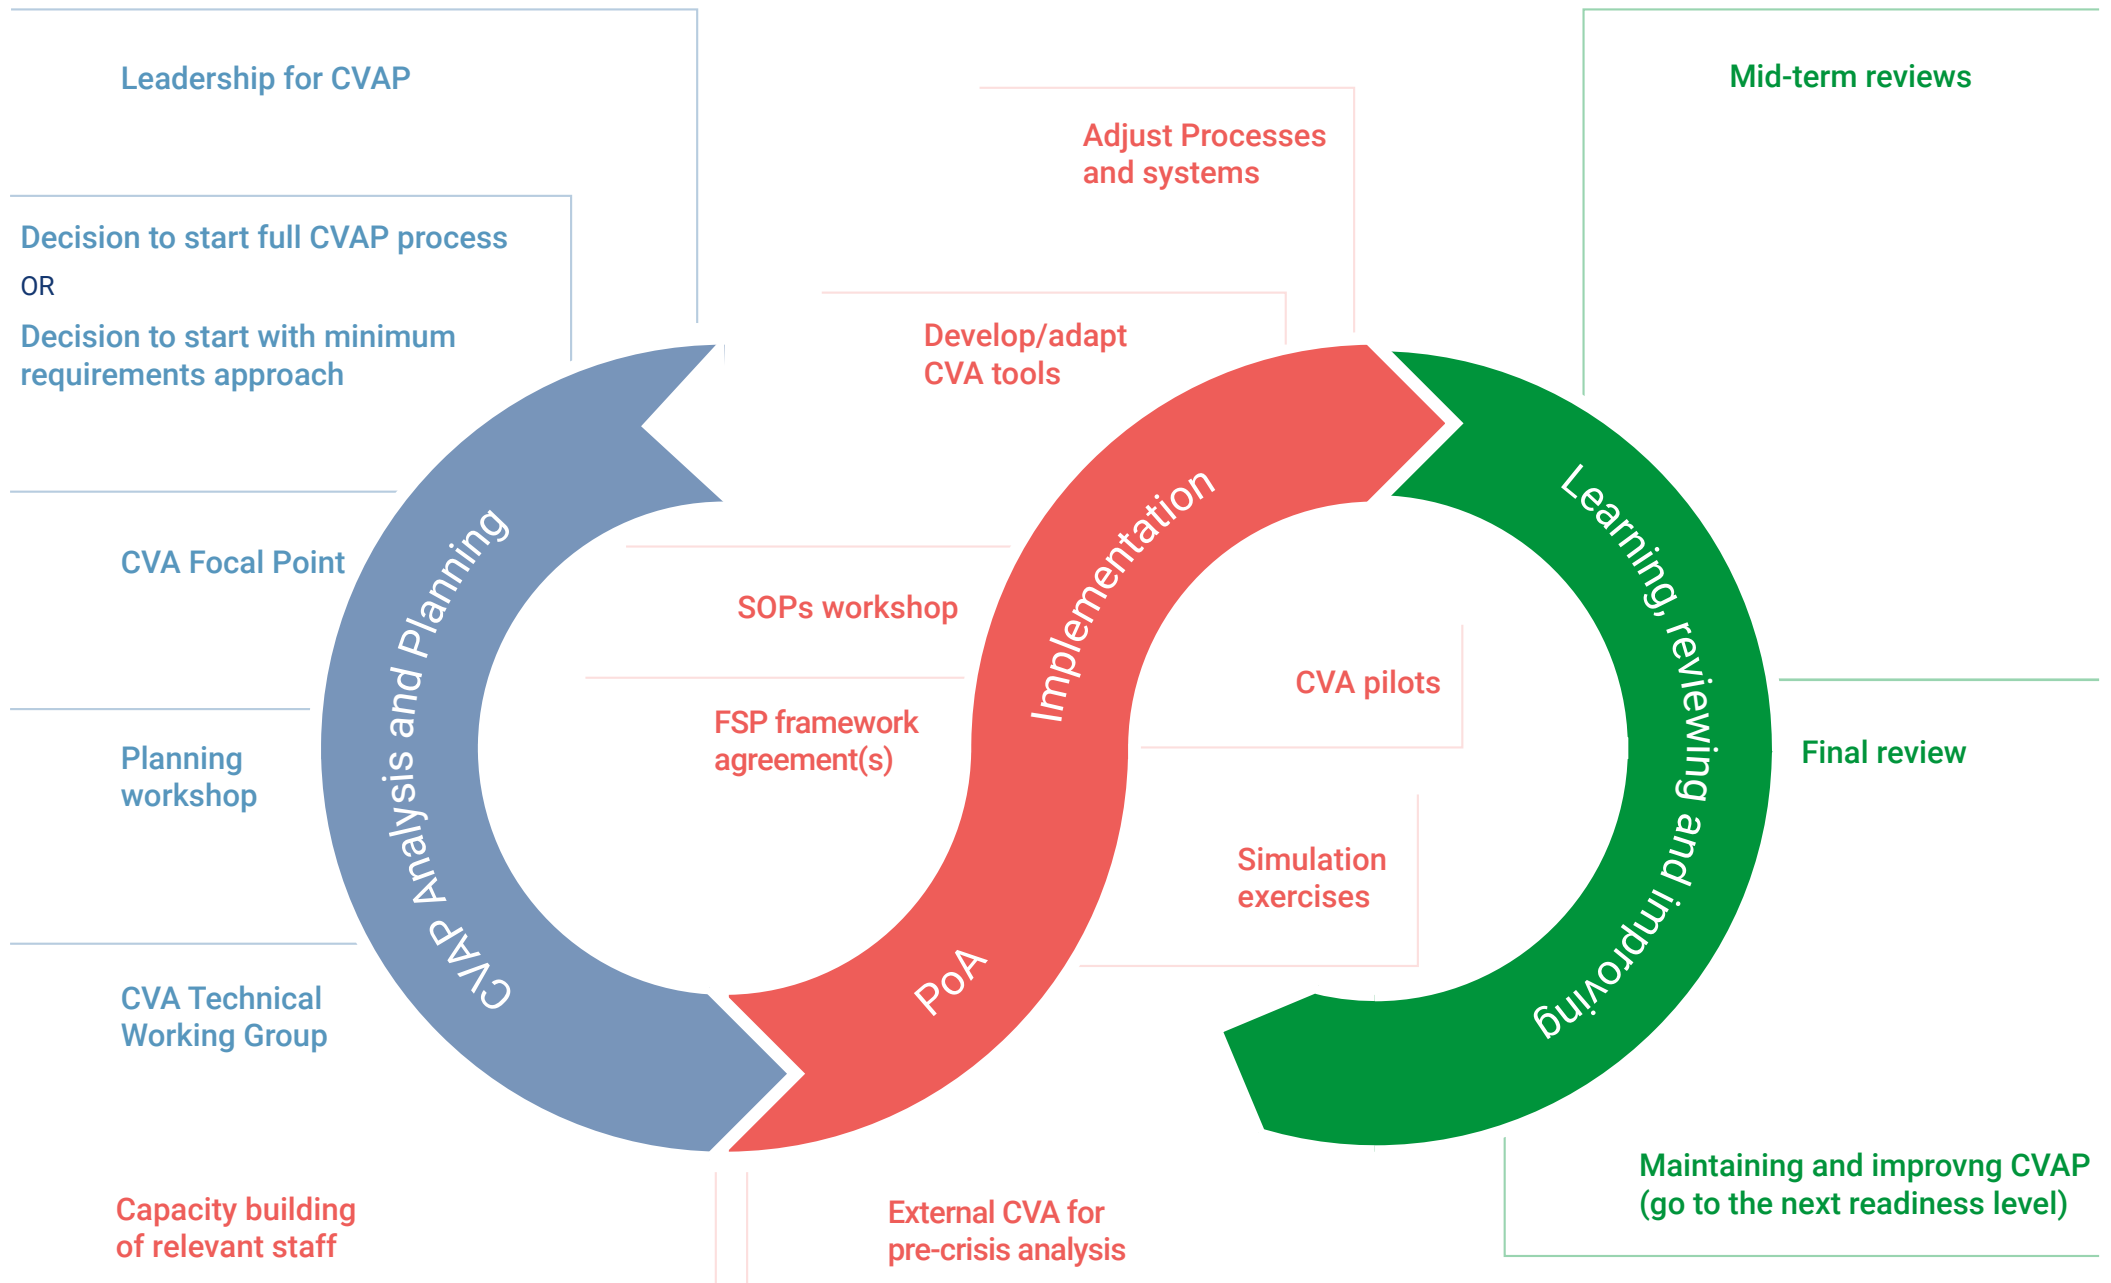 Leadership for CVAP
Decision to start full CVAP process
OR
Decision to start with minimum
requirements approach
CVA Focal Point
Planning
workshop
CVA Technical
Working Group
CVAP Analysis and Planning
Capacity building
of relevant staff
External CVA for
pre-crisis analysis
PoA
Implementation
FSP framework
agreement(s)
SOPs workshop
Develop/adapt
CVA tools
Adjust Processes
and systems
CVA pilots
Simulation
exercises
Learning, reviewing and improving
Mid-term reviews
Final review
Maintaining and improvng CVAP
(go to the next readiness level)